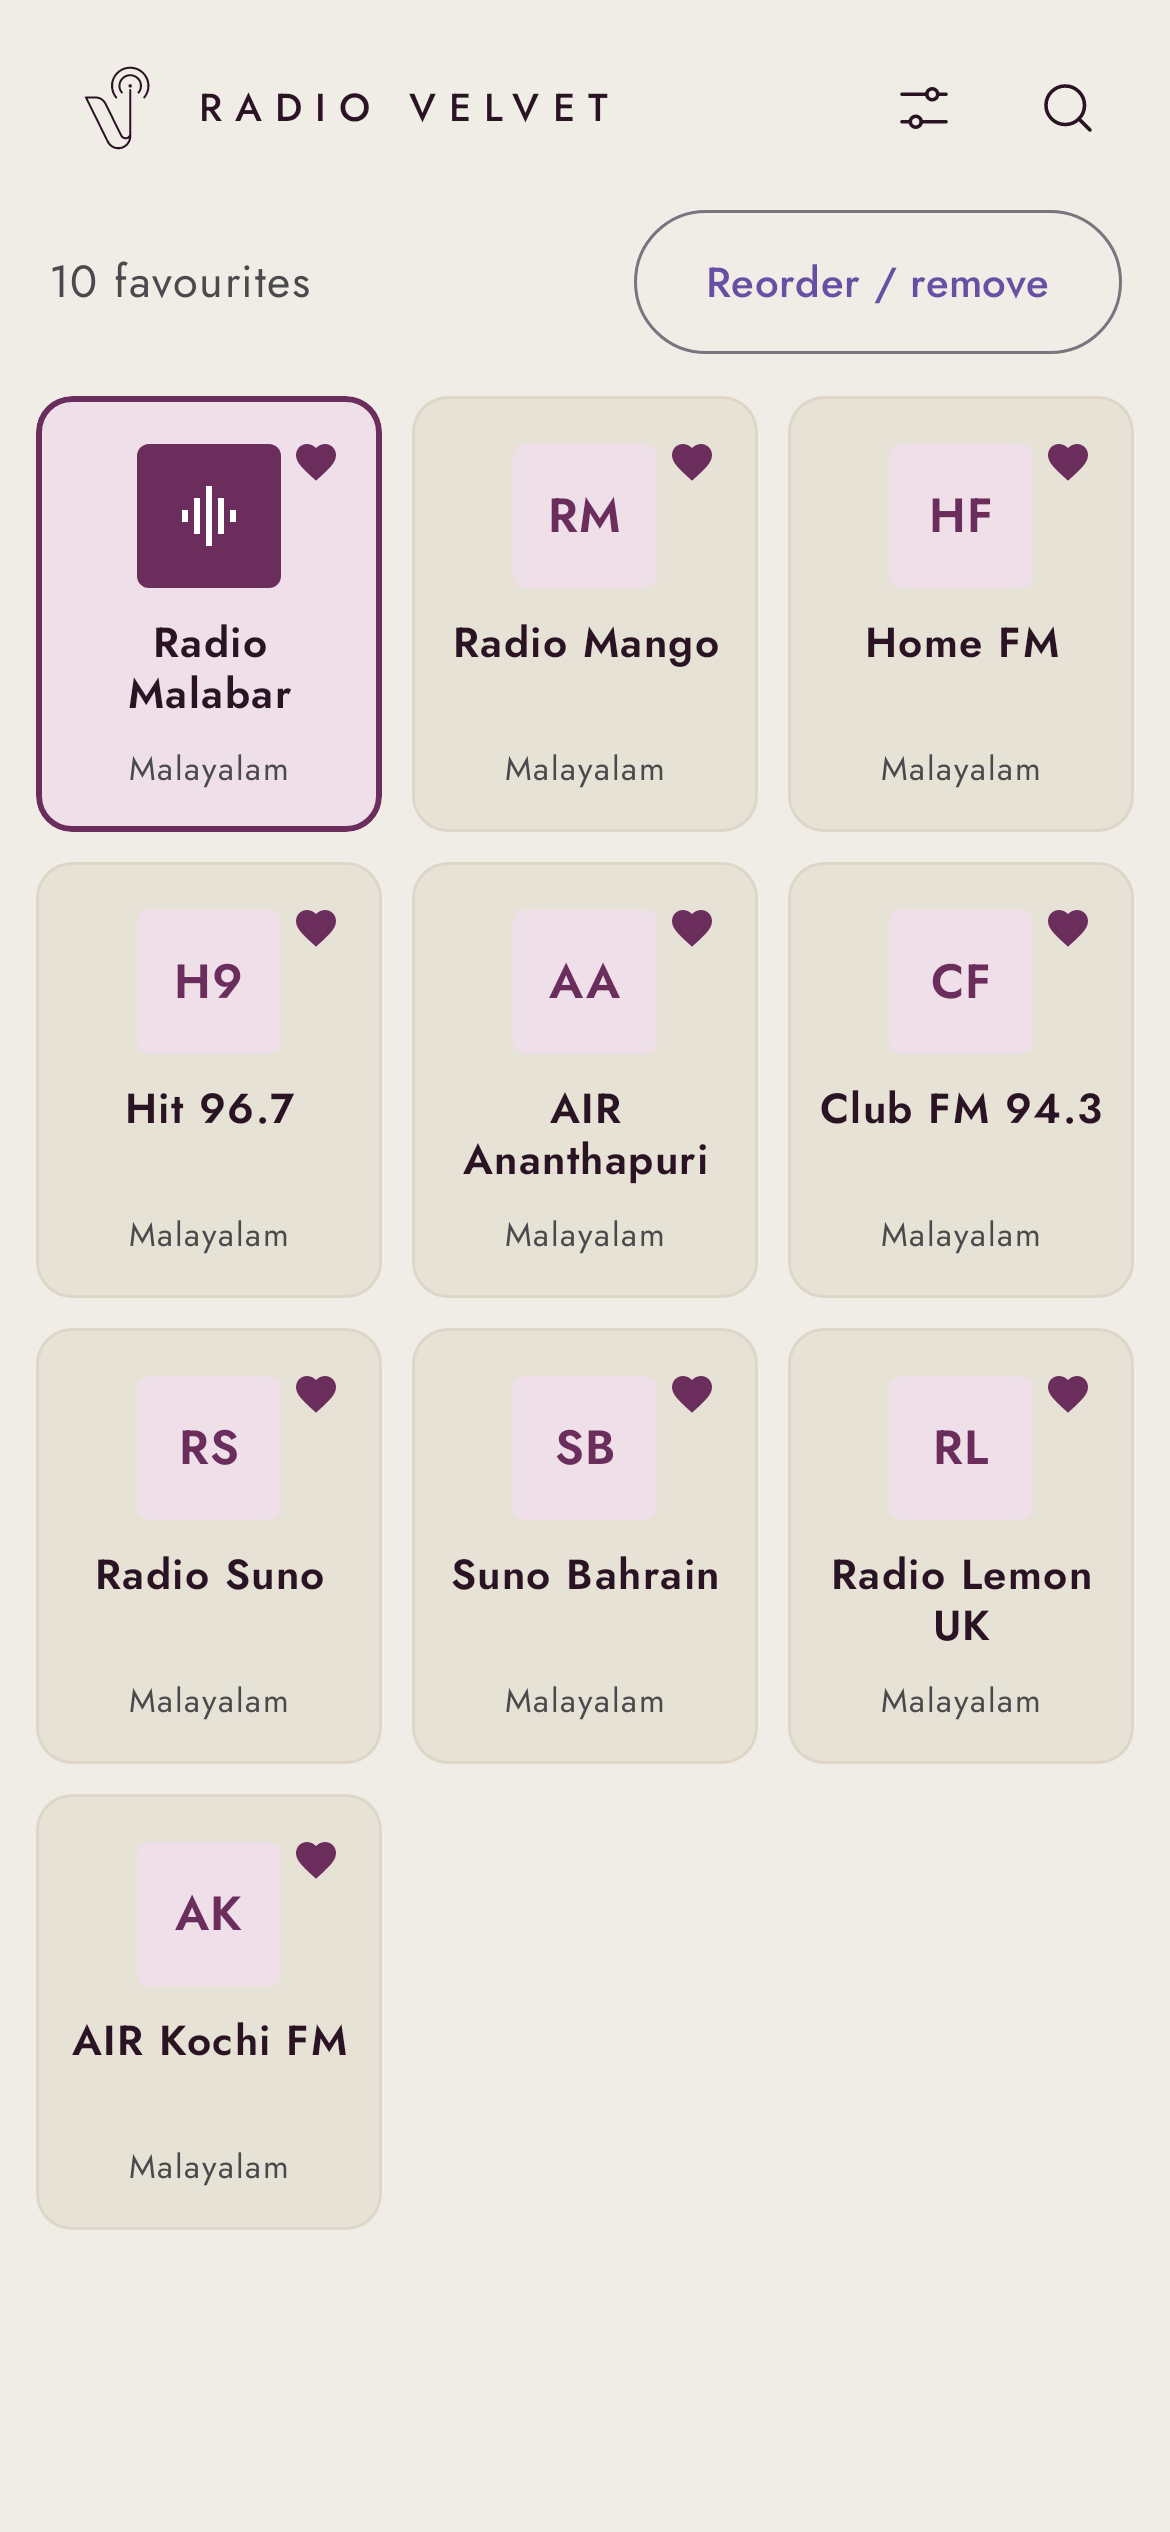 RADIO VELVET
10 favourites
Reorder / remove
Radio
Malabar
Malayalam
RM
Radio Mango
Malayalam
HF
Home FM
Malayalam
H9
Hit 96.7
Malayalam
AA
AIR
Ananthapuri
Malayalam
CF
Club FM 94.3
Malayalam
RS
Radio Suno
Malayalam
SB
Suno Bahrain
Malayalam
RL
Radio Lemon
UK
Malayalam
AK
AIR Kochi FM
Malayalam